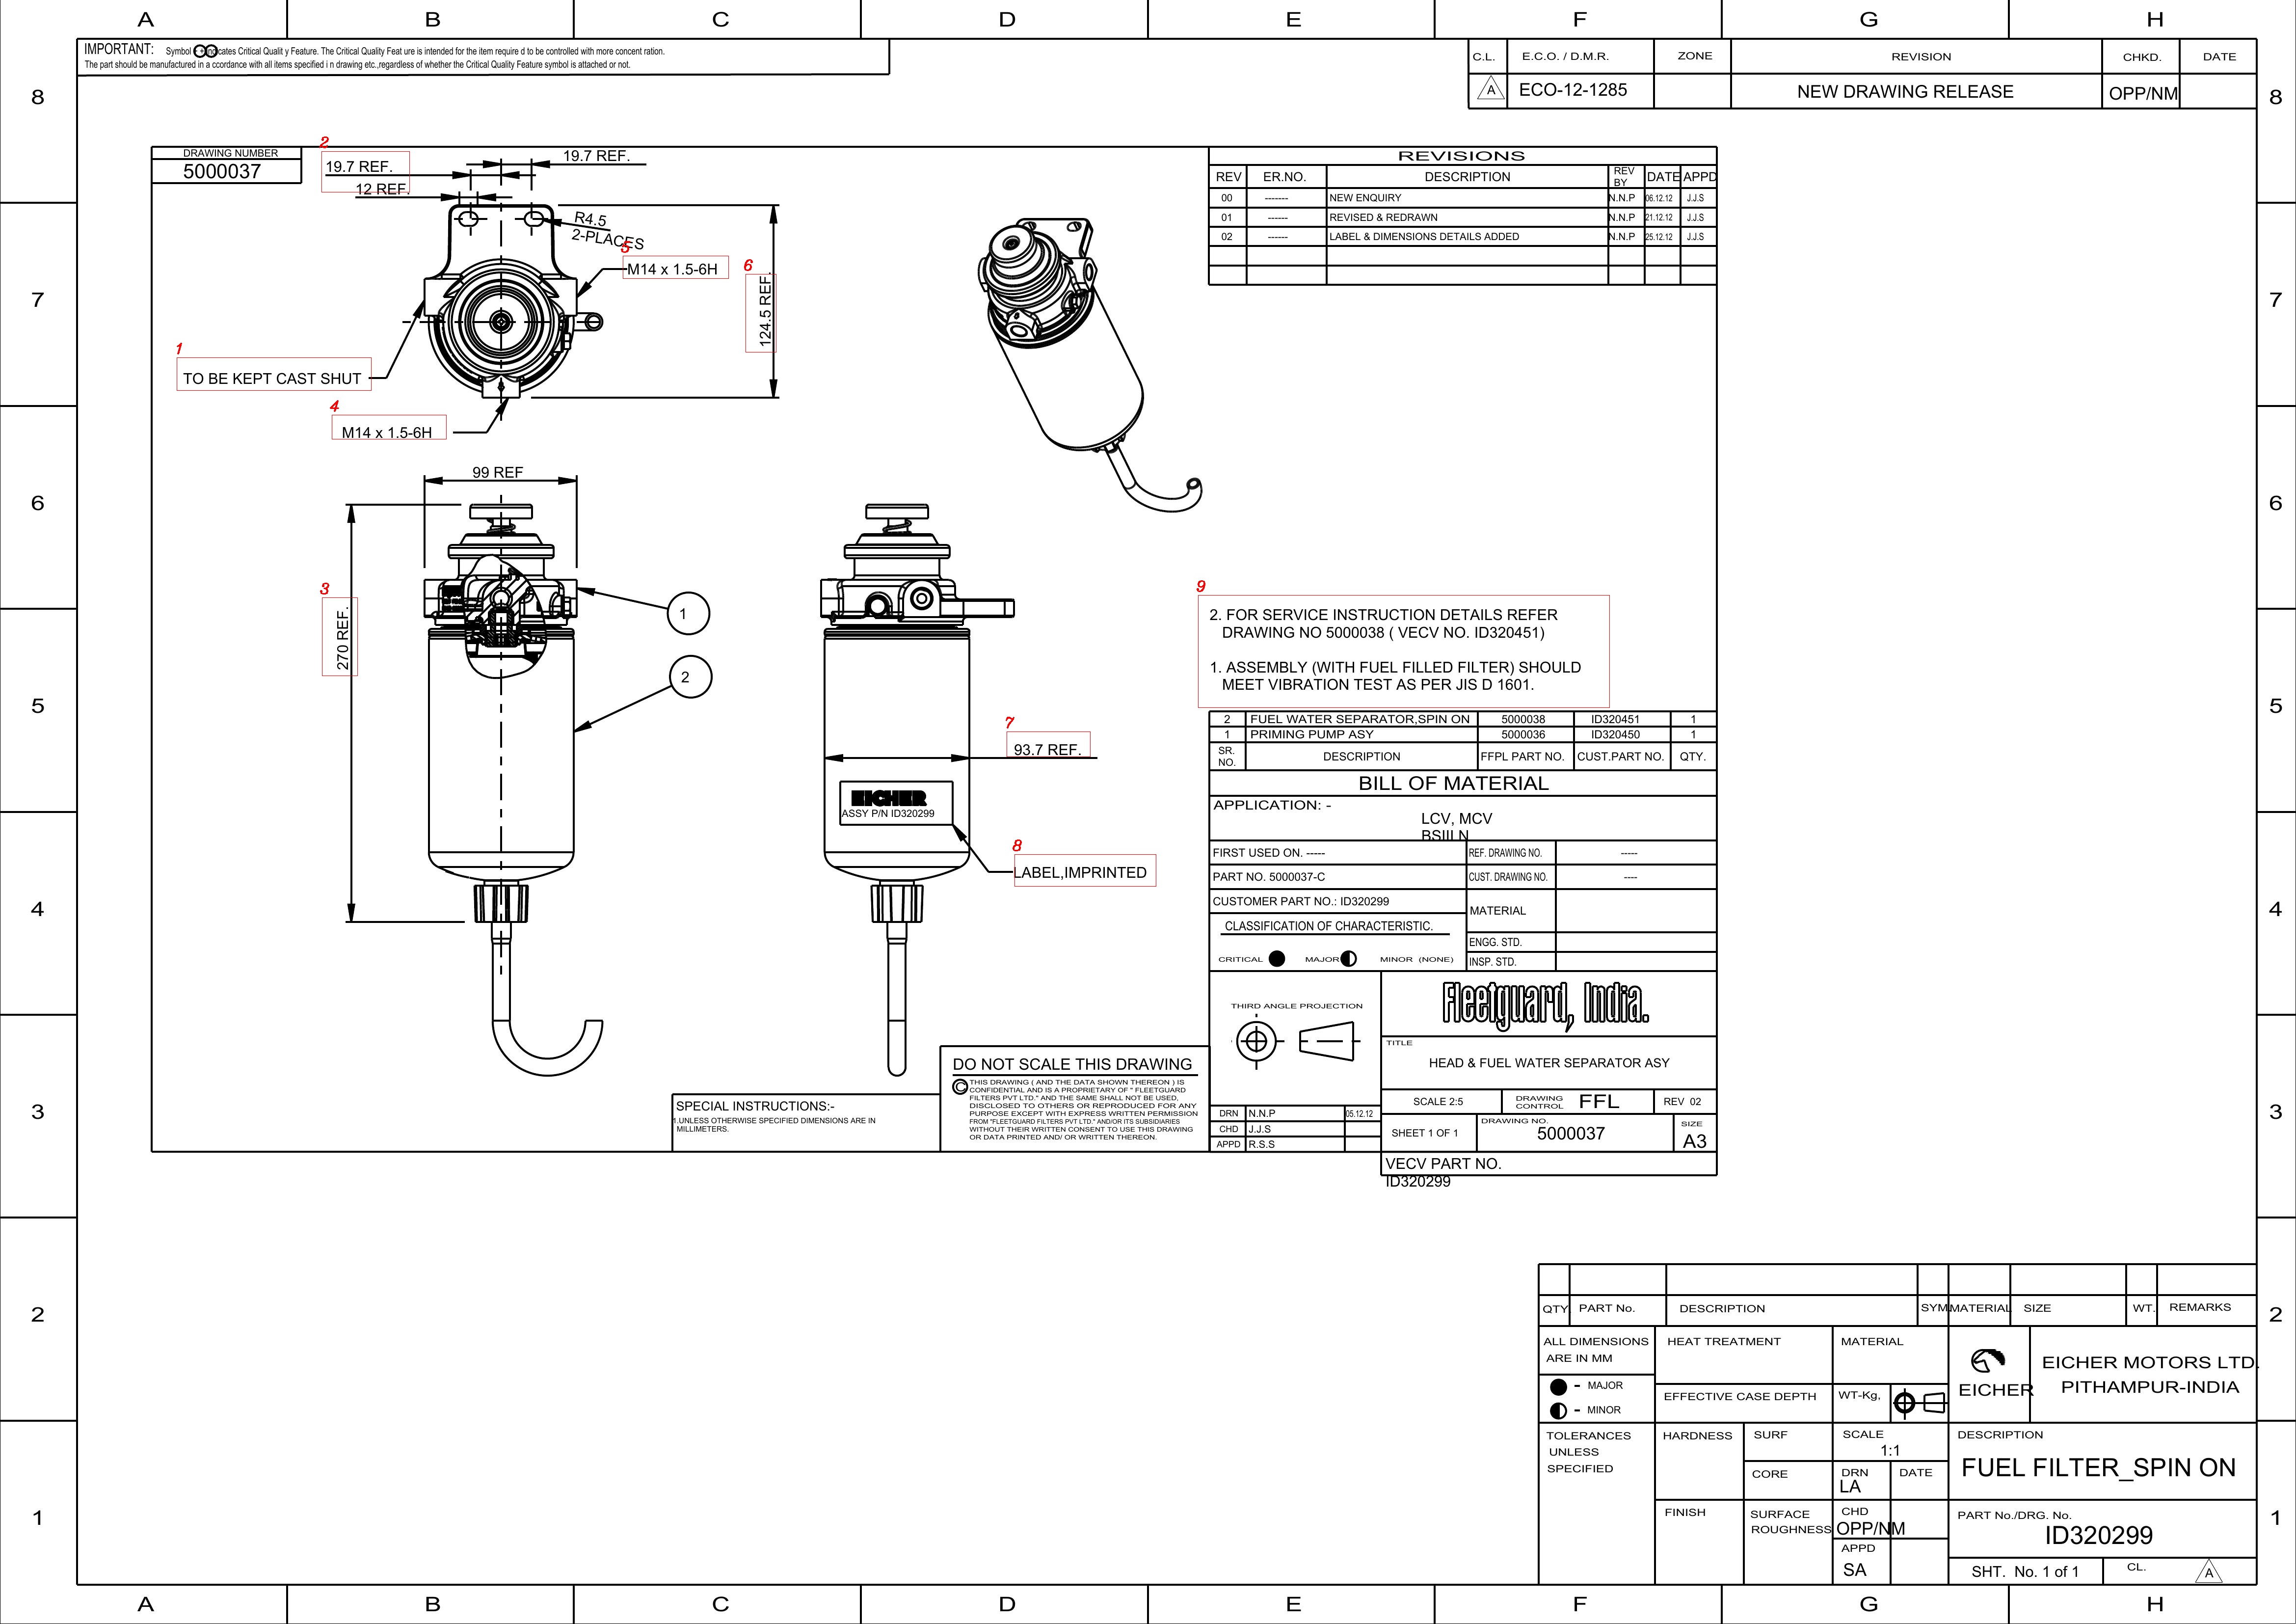 A B C D E F G H
8 8
7 7
6 6
5 5
4 4
3 3
2 2
1 1
IMPORTANT: Symbol cates Critical Qualit y Feature. The Critical Quality Feat ure is intended for the item require d to be controlled with more concent ration.
The part should be manufactured in a ccordance with all items specified i n drawing etc.,regardless of whether the Critical Quality Feature symbol is attached or not.
C.L. E.C.O. / D.M.R. ZONE REVISION CHKD. DATE
A ECO-12-1285 NEW DRAWING RELEASE OPP/NM
DRAWING NUMBER
5000037
2
19.7 REF.
19.7 REF.
12 REF.
R4.5
2-PLACES
5
M14 x 1.5-6H
6
124.5 REF.
1
TO BE KEPT CAST SHUT
4
M14 x 1.5-6H
99 REF
3
270 REF.
1
2
7
93.7 REF.
EICHER
ASSY P/N ID320299
8
LABEL,IMPRINTED
REVISIONS
REV ER.NO. DESCRIPTION REV BY DATE APPD
00 ------- NEW ENQUIRY N.N.P 06.12.12 J.J.S
01 ------ REVISED & REDRAWN N.N.P 21.12.12 J.J.S
02 ------ LABEL & DIMENSIONS DETAILS ADDED N.N.P 25.12.12 J.J.S
9
2. FOR SERVICE INSTRUCTION DETAILS REFER
DRAWING NO 5000038 ( VECV NO. ID320451)
1. ASSEMBLY (WITH FUEL FILLED FILTER) SHOULD
MEET VIBRATION TEST AS PER JIS D 1601.
2 FUEL WATER SEPARATOR,SPIN ON 5000038 ID320451 1
1 PRIMING PUMP ASY 5000036 ID320450 1
SR. NO. DESCRIPTION FFPL PART NO. CUST.PART NO. QTY.
BILL OF MATERIAL
APPLICATION: -
LCV, MCV
BSIII N
FIRST USED ON. ----- REF. DRAWING NO. -----
PART NO. 5000037-C CUST. DRAWING NO. ----
CUSTOMER PART NO.: ID320299
MATERIAL
CLASSIFICATION OF CHARACTERISTIC.
ENGG. STD.
CRITICAL MAJOR MINOR (NONE) INSP. STD.
THIRD ANGLE PROJECTION
Fleetguard, India.
TITLE
HEAD & FUEL WATER SEPARATOR ASY
SCALE 2:5 DRAWING CONTROL FFL REV 02
DRN N.N.P 05.12.12
CHD J.J.S
APPD R.S.S
SHEET 1 OF 1 DRAWING NO. 5000037 SIZE A3
VECV PART NO.
ID320299
DO NOT SCALE THIS DRAWING
C THIS DRAWING ( AND THE DATA SHOWN THEREON ) IS
CONFIDENTIAL AND IS A PROPRIETARY OF " FLEETGUARD
FILTERS PVT LTD." AND THE SAME SHALL NOT BE USED,
DISCLOSED TO OTHERS OR REPRODUCED FOR ANY
PURPOSE EXCEPT WITH EXPRESS WRITTEN PERMISSION
FROM "FLEETGUARD FILTERS PVT LTD." AND/OR ITS SUBSIDIARIES
WITHOUT THEIR WRITTEN CONSENT TO USE THIS DRAWING
OR DATA PRINTED AND/ OR WRITTEN THEREON.
SPECIAL INSTRUCTIONS:-
1.UNLESS OTHERWISE SPECIFIED DIMENSIONS ARE IN
MILLIMETERS.
QTY PART No. DESCRIPTION SYM. MATERIAL SIZE WT. REMARKS
ALL DIMENSIONS
ARE IN MM
HEAT TREATMENT MATERIAL
- MAJOR
- MINOR
EFFECTIVE CASE DEPTH WT-Kg,
EICHER
EICHER MOTORS LTD.
PITHAMPUR-INDIA
TOLERANCES
UNLESS
SPECIFIED
HARDNESS SURF CORE
SCALE 1:1
DRN LA DATE
DESCRIPTION
FUEL FILTER_SPIN ON
FINISH SURFACE ROUGHNESS
CHD OPP/NM
APPD SA
PART No./DRG. No.
ID320299
SHT. No. 1 of 1 CL. A
A B C D E F G H